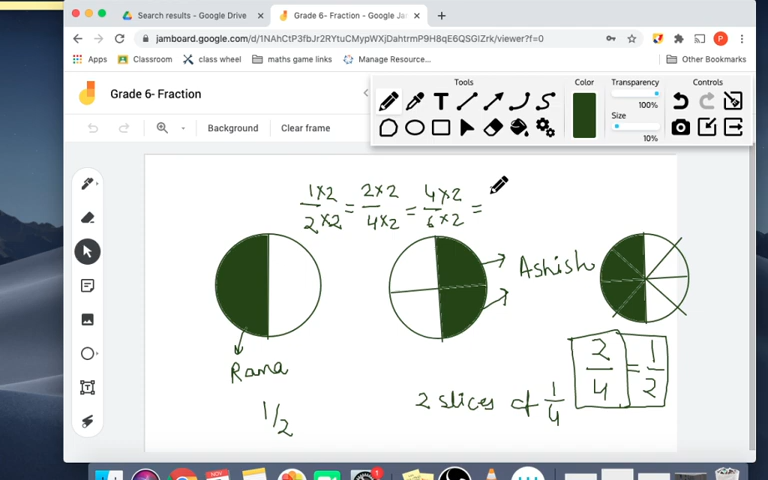 Search results - Google Drive
Grade 6- Fraction - Google Ja
jamboard.google.com/d/1NAhCtP3fbJr2RYtuCMypWXjDahtrmP9H8qE6QSGIZrk/viewer?f=0
Apps Classroom class wheel maths game links Manage Resource... Other Bookmarks
Grade 6- Fraction
Tools Color Transparency Controls
100%
Size
10%
Background Clear frame
1×2/2×2 = 2×2/4×2 = 4×2/6×2 =
Ashish
Rana
1/2
2 slices of 1/4
2/4 = 1/2